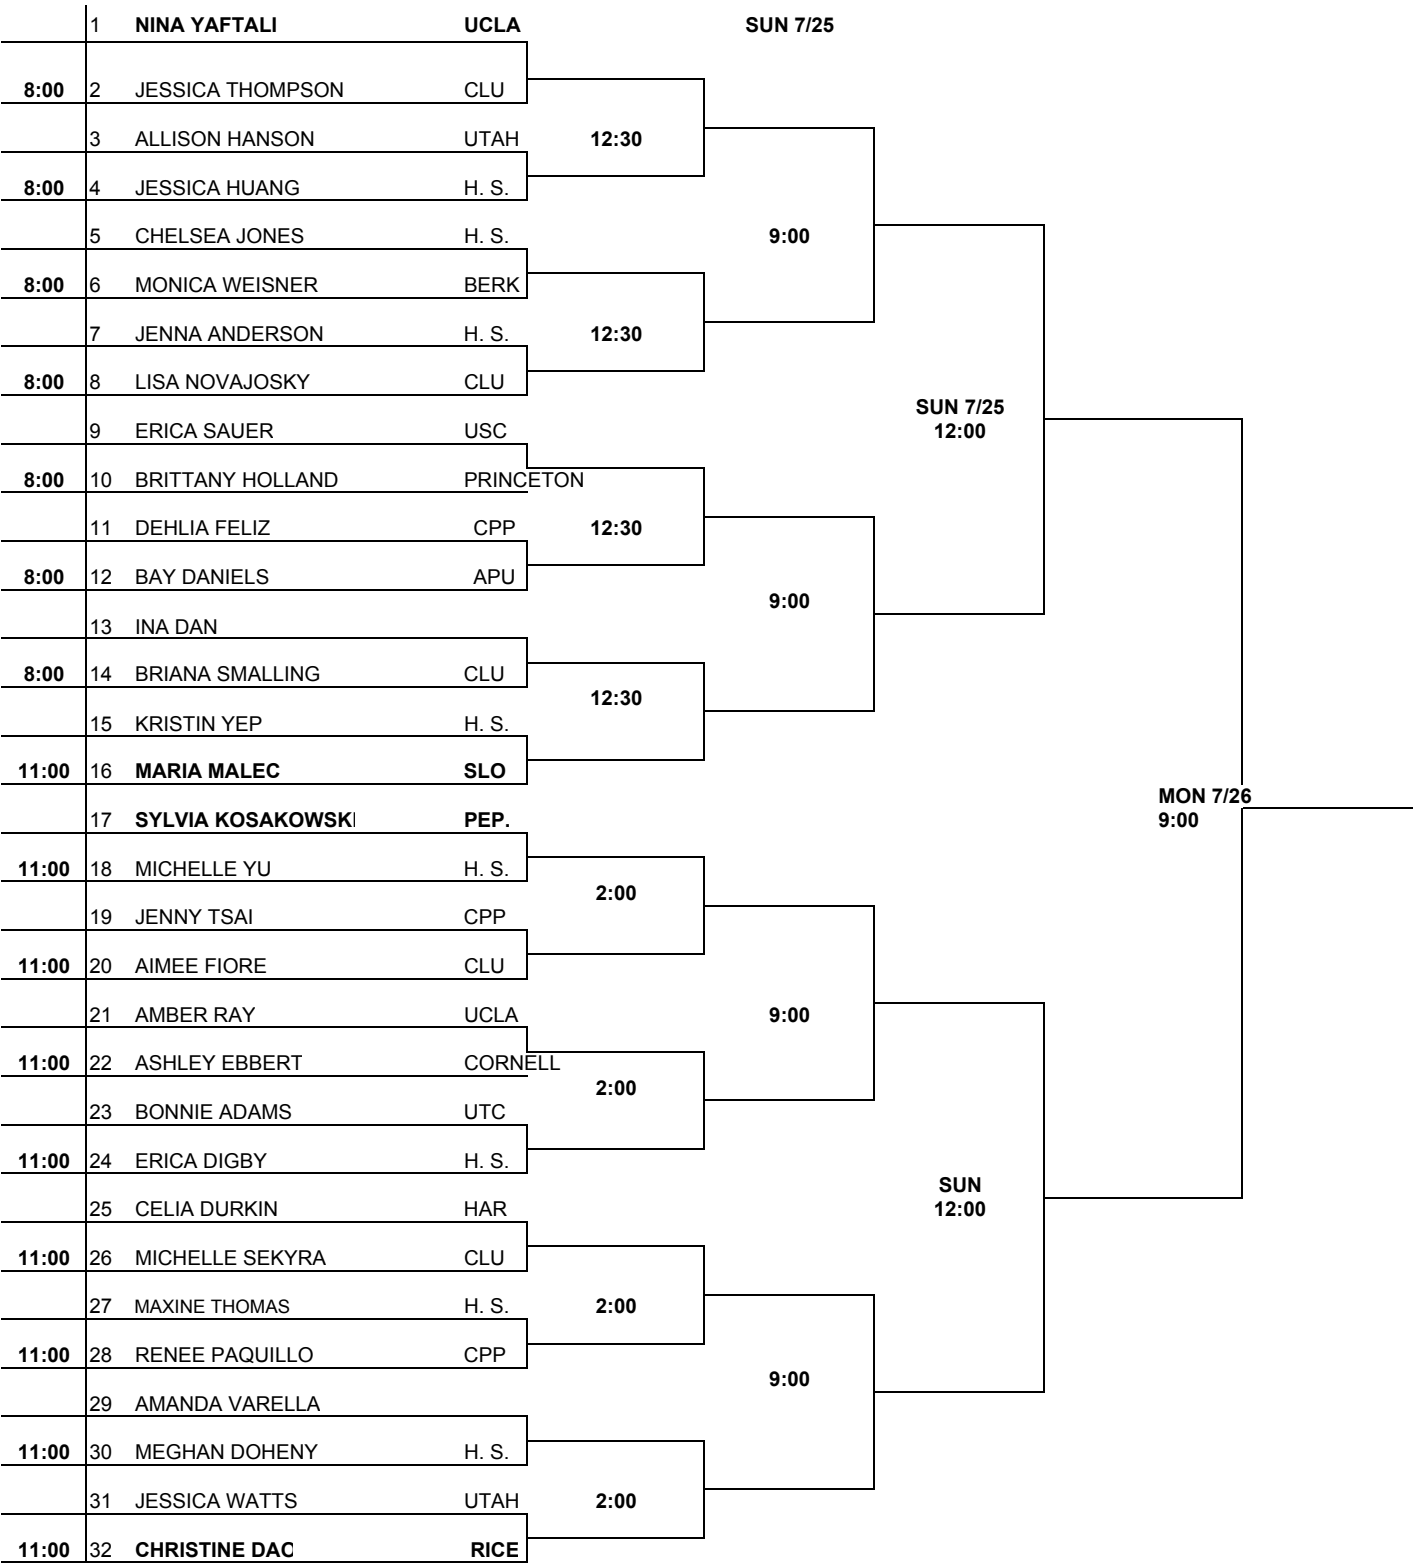 1 NINA YAFTALI UCLA SUN 7/25
8:00 2 JESSICA THOMPSON CLU
3 ALLISON HANSON UTAH 12:30
8:00 4 JESSICA HUANG H. S.
5 CHELSEA JONES H. S. 9:00
8:00 6 MONICA WEISNER BERK
7 JENNA ANDERSON H. S. 12:30
8:00 8 LISA NOVAJOSKY CLU
SUN 7/25
9 ERICA SAUER USC 12:00
8:00 10 BRITTANY HOLLAND PRINCETON
11 DEHLIA FELIZ CPP 12:30
8:00 12 BAY DANIELS APU
9:00
13 INA DAN
8:00 14 BRIANA SMALLING CLU
12:30
15 KRISTIN YEP H. S.
11:00 16 MARIA MALEC SLO
MON 7/26
17 SYLVIA KOSAKOWSKI PEP. 9:00
11:00 18 MICHELLE YU H. S.
2:00
19 JENNY TSAI CPP
11:00 20 AIMEE FIORE CLU
21 AMBER RAY UCLA 9:00
11:00 22 ASHLEY EBBERT CORNELL
2:00
23 BONNIE ADAMS UTC
11:00 24 ERICA DIGBY H. S.
SUN
25 CELIA DURKIN HAR 12:00
11:00 26 MICHELLE SEKYRA CLU
27 MAXINE THOMAS H. S. 2:00
11:00 28 RENEE PAQUILLO CPP
9:00
29 AMANDA VARELLA
11:00 30 MEGHAN DOHENY H. S.
31 JESSICA WATTS UTAH 2:00
11:00 32 CHRISTINE DAO RICE